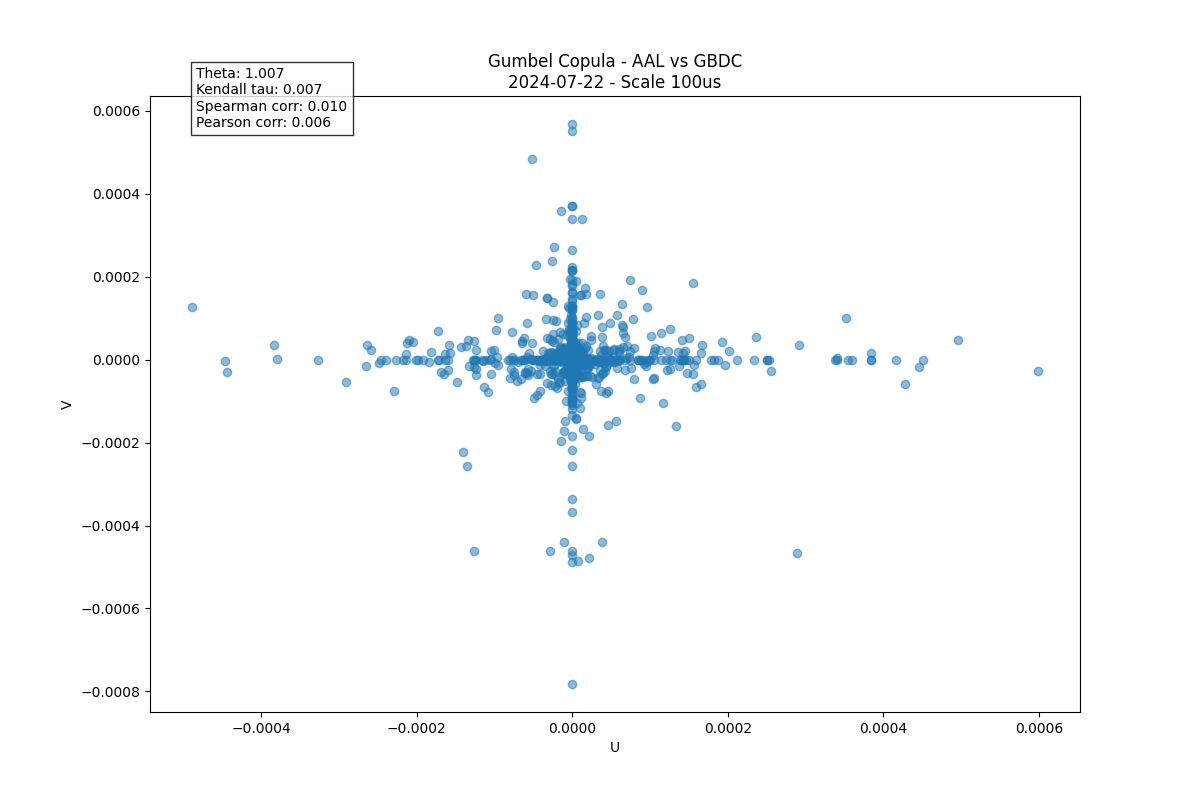 Gumbel Copula - AAL vs GBDC
2024-07-22 - Scale 100us
Theta: 1.007
Kendall tau: 0.007
Spearman corr: 0.010
Pearson corr: 0.006
0.0006
0.0004
0.0002
0.0000
−0.0002
−0.0004
−0.0006
−0.0008
V
−0.0004
−0.0002
0.0000
0.0002
0.0004
0.0006
U